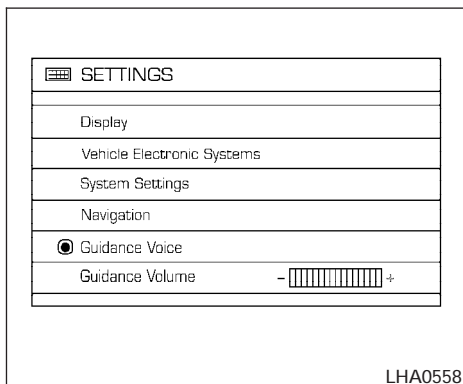 SETTINGS
Display
Vehicle Electronic Systems
System Settings
Navigation
Guidance Voice
Guidance Volume - +
LHA0558